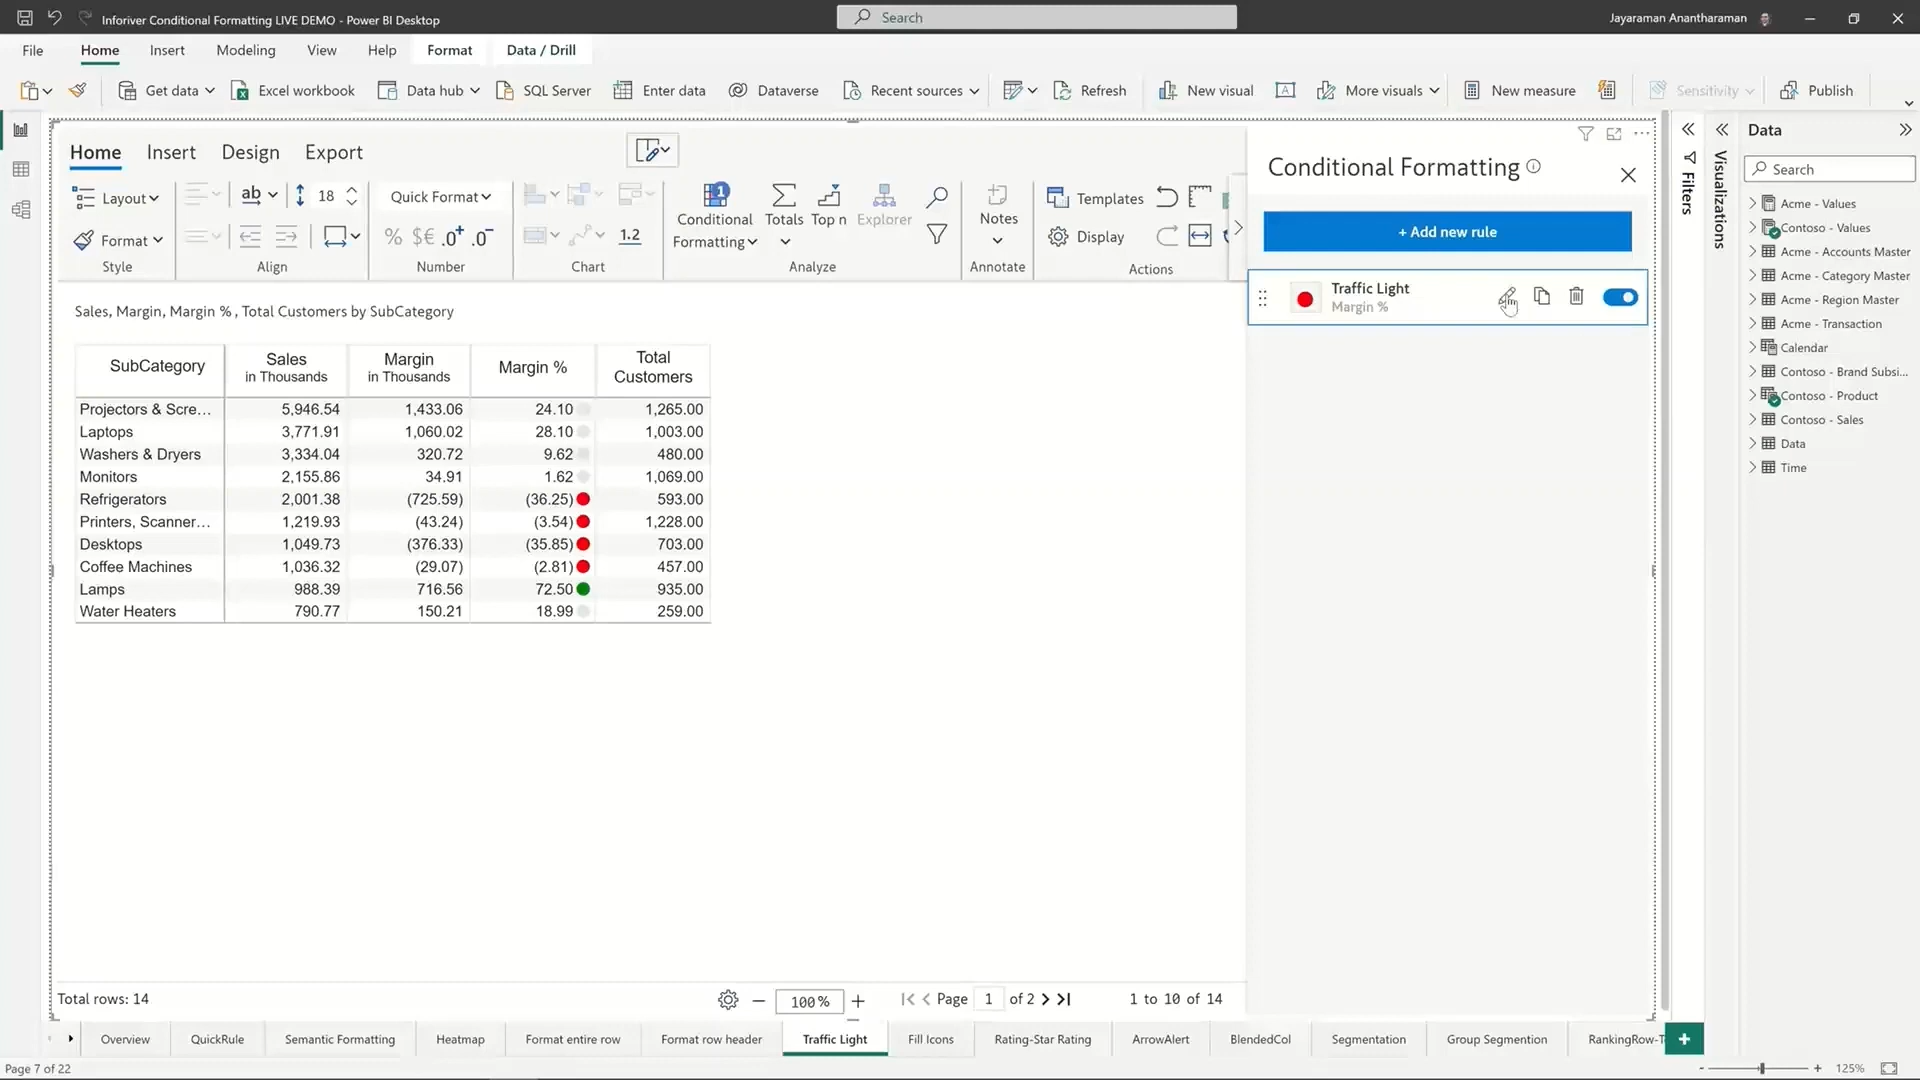 Inforiver Conditional Formatting LIVE DEMO - Power BI Desktop
Search
Jayaraman Anantharaman
File Home Insert Modeling View Help Format Data / Drill
Get data Excel workbook Data hub SQL Server Enter data Dataverse Recent sources Refresh New visual More visuals New measure Sensitivity Publish
Home Insert Design Export
Layout ab 18 Quick Format
Format % $€ .0+ .0- 1.2
Style Align Number Chart
1
Conditional Formatting Totals Top n Explorer
Analyze
Notes
Annotate
Templates
Display
Actions
Sales, Margin, Margin % , Total Customers by SubCategory
SubCategory Sales in Thousands Margin in Thousands Margin % Total Customers
Projectors & Scre... 5,946.54 1,433.06 24.10 1,265.00
Laptops 3,771.91 1,060.02 28.10 1,003.00
Washers & Dryers 3,334.04 320.72 9.62 480.00
Monitors 2,155.86 34.91 1.62 1,069.00
Refrigerators 2,001.38 (725.59) (36.25) 593.00
Printers, Scanner... 1,219.93 (43.24) (3.54) 1,228.00
Desktops 1,049.73 (376.33) (35.85) 703.00
Coffee Machines 1,036.32 (29.07) (2.81) 457.00
Lamps 988.39 716.56 72.50 935.00
Water Heaters 790.77 150.21 18.99 259.00
Conditional Formatting
+ Add new rule
Traffic Light
Margin %
Filters
Visualizations
Data
Search
Acme - Values
Contoso - Values
Acme - Accounts Master
Acme - Category Master
Acme - Region Master
Acme - Transaction
Calendar
Contoso - Brand Subsi...
Contoso - Product
Contoso - Sales
Data
Time
Total rows: 14
100 %
Page 1 of 2
1 to 10 of 14
Overview QuickRule Semantic Formatting Heatmap Format entire row Format row header Traffic Light Fill Icons Rating-Star Rating ArrowAlert BlendedCol Segmentation Group Segmention RankingRow-T
Page 7 of 22
125%